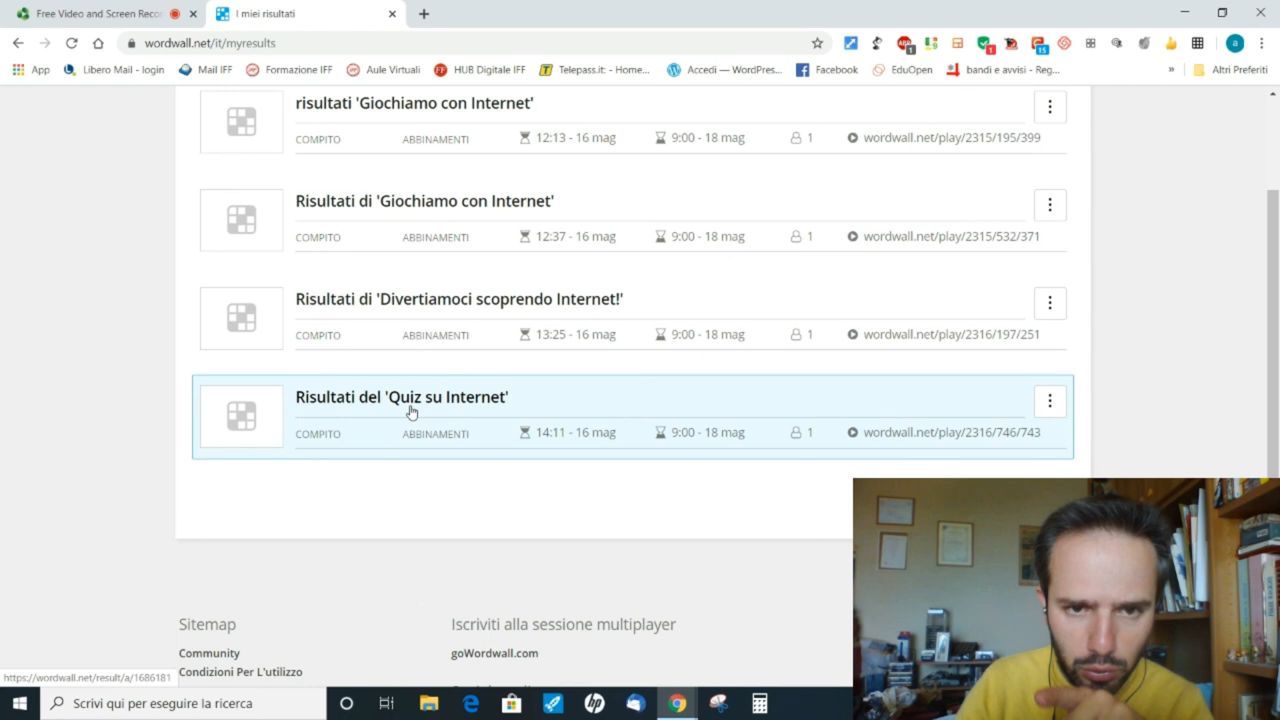 Free Video and Screen Reco
I miei risultati
wordwall.net/it/myresults
App
Libero Mail - login
Mail IFF
Formazione IFF
Aule Virtuali
HUB Digitale IFF
Telepass.it: - Home...
Accedi — WordPres...
Facebook
EduOpen
bandi e avvisi - Reg...
»
Altri Preferiti
risultati 'Giochiamo con Internet'
COMPITO ABBINAMENTI 12:13 - 16 mag 9:00 - 18 mag 1 wordwall.net/play/2315/195/399
Risultati di 'Giochiamo con Internet'
COMPITO ABBINAMENTI 12:37 - 16 mag 9:00 - 18 mag 1 wordwall.net/play/2315/532/371
Risultati di 'Divertiamoci scoprendo Internet!'
COMPITO ABBINAMENTI 13:25 - 16 mag 9:00 - 18 mag 1 wordwall.net/play/2316/197/251
Risultati del 'Quiz su Internet'
COMPITO ABBINAMENTI 14:11 - 16 mag 9:00 - 18 mag 1 wordwall.net/play/2316/746/743
Sitemap
Iscriviti alla sessione multiplayer
Community
goWordwall.com
Condizioni Per L'utilizzo
https://wordwall.net/result/a/1686181
Scrivi qui per eseguire la ricerca